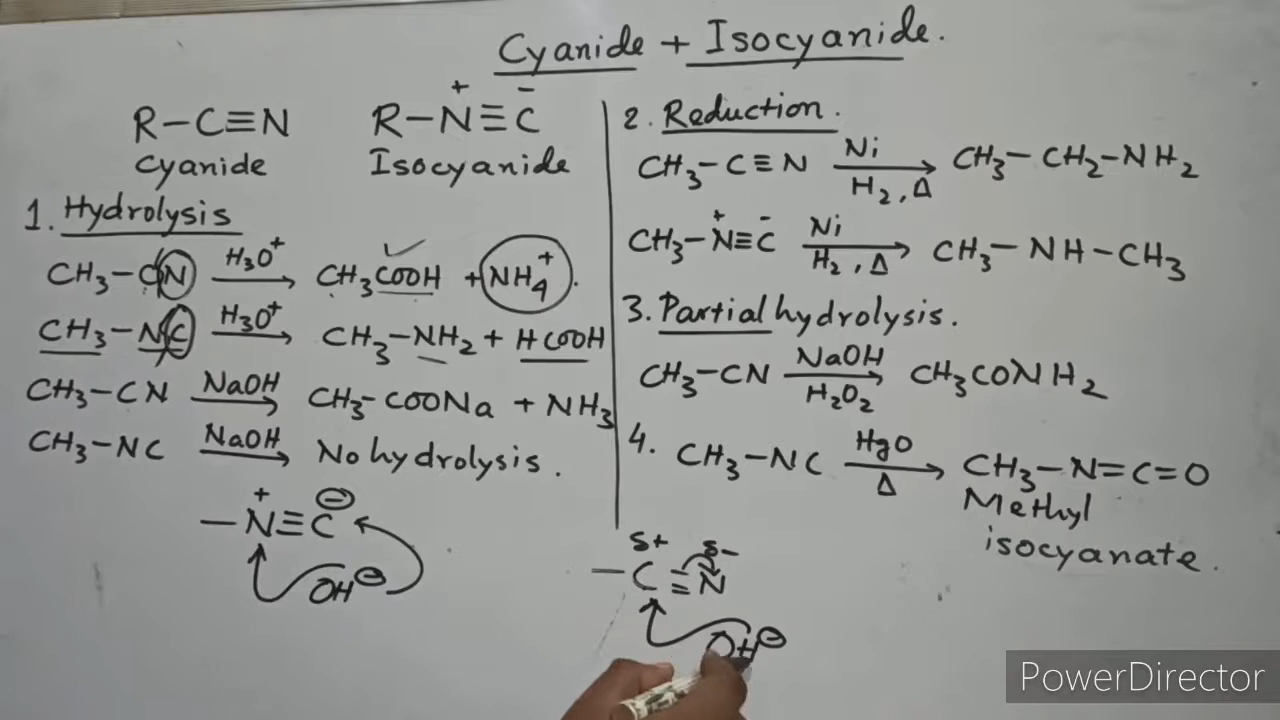 Cyanide + Isocyanide.
R-C≡N
Cyanide
R-N⁺≡C⁻
Isocyanide
1. Hydrolysis
CH₃-CN H₃O⁺ → CH₃COOH + NH₄⁺.
CH₃-NC H₃O⁺ → CH₃-NH₂ + HCOOH
CH₃-CN NaOH → CH₃-COONa + NH₃
CH₃-NC NaOH → No hydrolysis.
-N⁺≡C⊖
OH⊖
2. Reduction.
CH₃-C≡N Ni / H₂, Δ → CH₃-CH₂-NH₂
CH₃-N⁺≡C⁻ Ni / H₂, Δ → CH₃-NH-CH₃
3. Partial hydrolysis.
CH₃-CN NaOH / H₂O₂ → CH₃CONH₂
4. CH₃-NC HgO / Δ → CH₃-N=C=O
Methyl
isocyanate.
δ+ δ-
-C≡N
OH⊖
PowerDirector